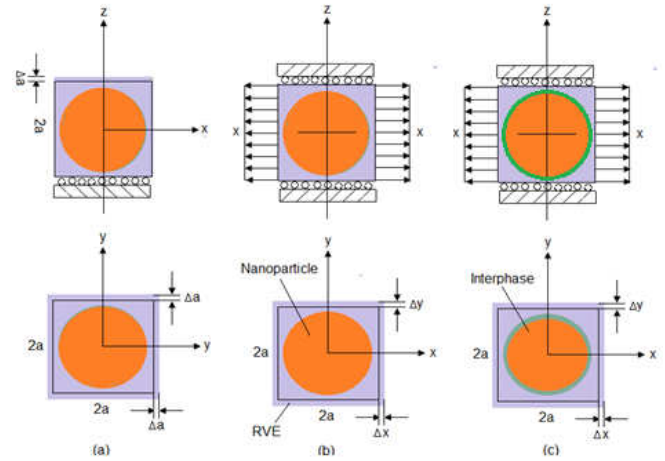 z
z
z
Δa
2a
x
x
x
x
x
y
y
y
Nanoparticle
Interphase
Δa
Δy
Δy
2a
y
2a
x
2a
x
2a
2a
2a
RVE
Δa
Δx
Δx
(a)
(b)
(c)